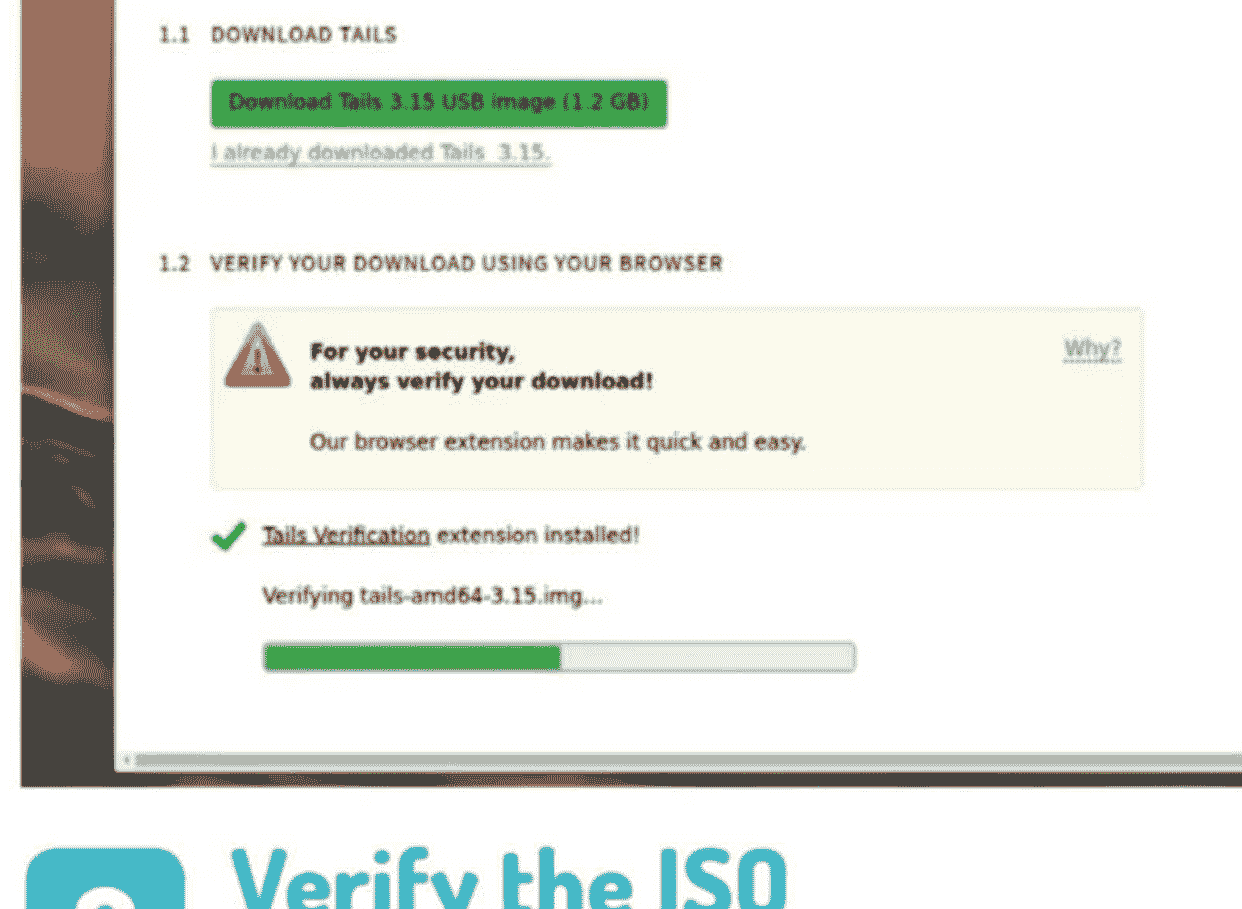 1.1 DOWNLOAD TAILS
Download Tails 3.15 USB image (1.2 GB)
I already downloaded Tails 3.15.
1.2 VERIFY YOUR DOWNLOAD USING YOUR BROWSER
For your security,
Why?
always verify your download!
Our browser extension makes it quick and easy.
Tails Verification extension installed!
Verifying tails-amd64-3.15.img...
Verify the ISO